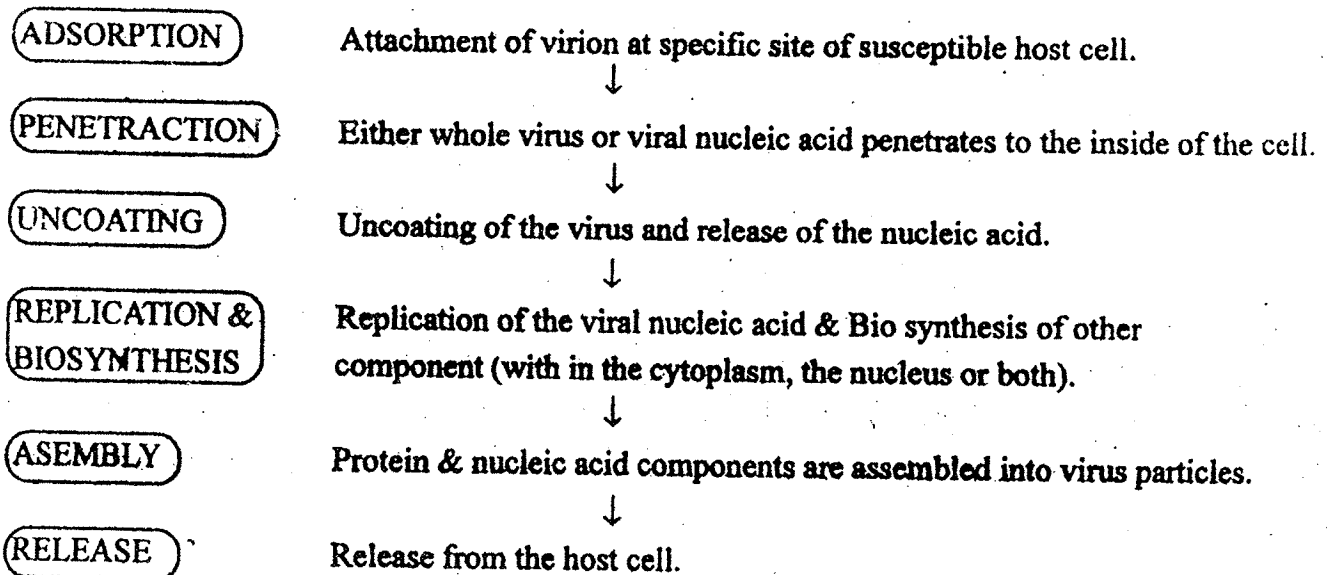 ADSORPTION Attachment of virion at specific site of susceptible host cell.
↓
PENETRACTION Either whole virus or viral nucleic acid penetrates to the inside of the cell.
↓
UNCOATING Uncoating of the virus and release of the nucleic acid.
↓
REPLICATION & Replication of the viral nucleic acid & Bio synthesis of other
BIOSYNTHESIS component (with in the cytoplasm, the nucleus or both).
↓
ASEMBLY Protein & nucleic acid components are assembled into virus particles.
↓
RELEASE Release from the host cell.